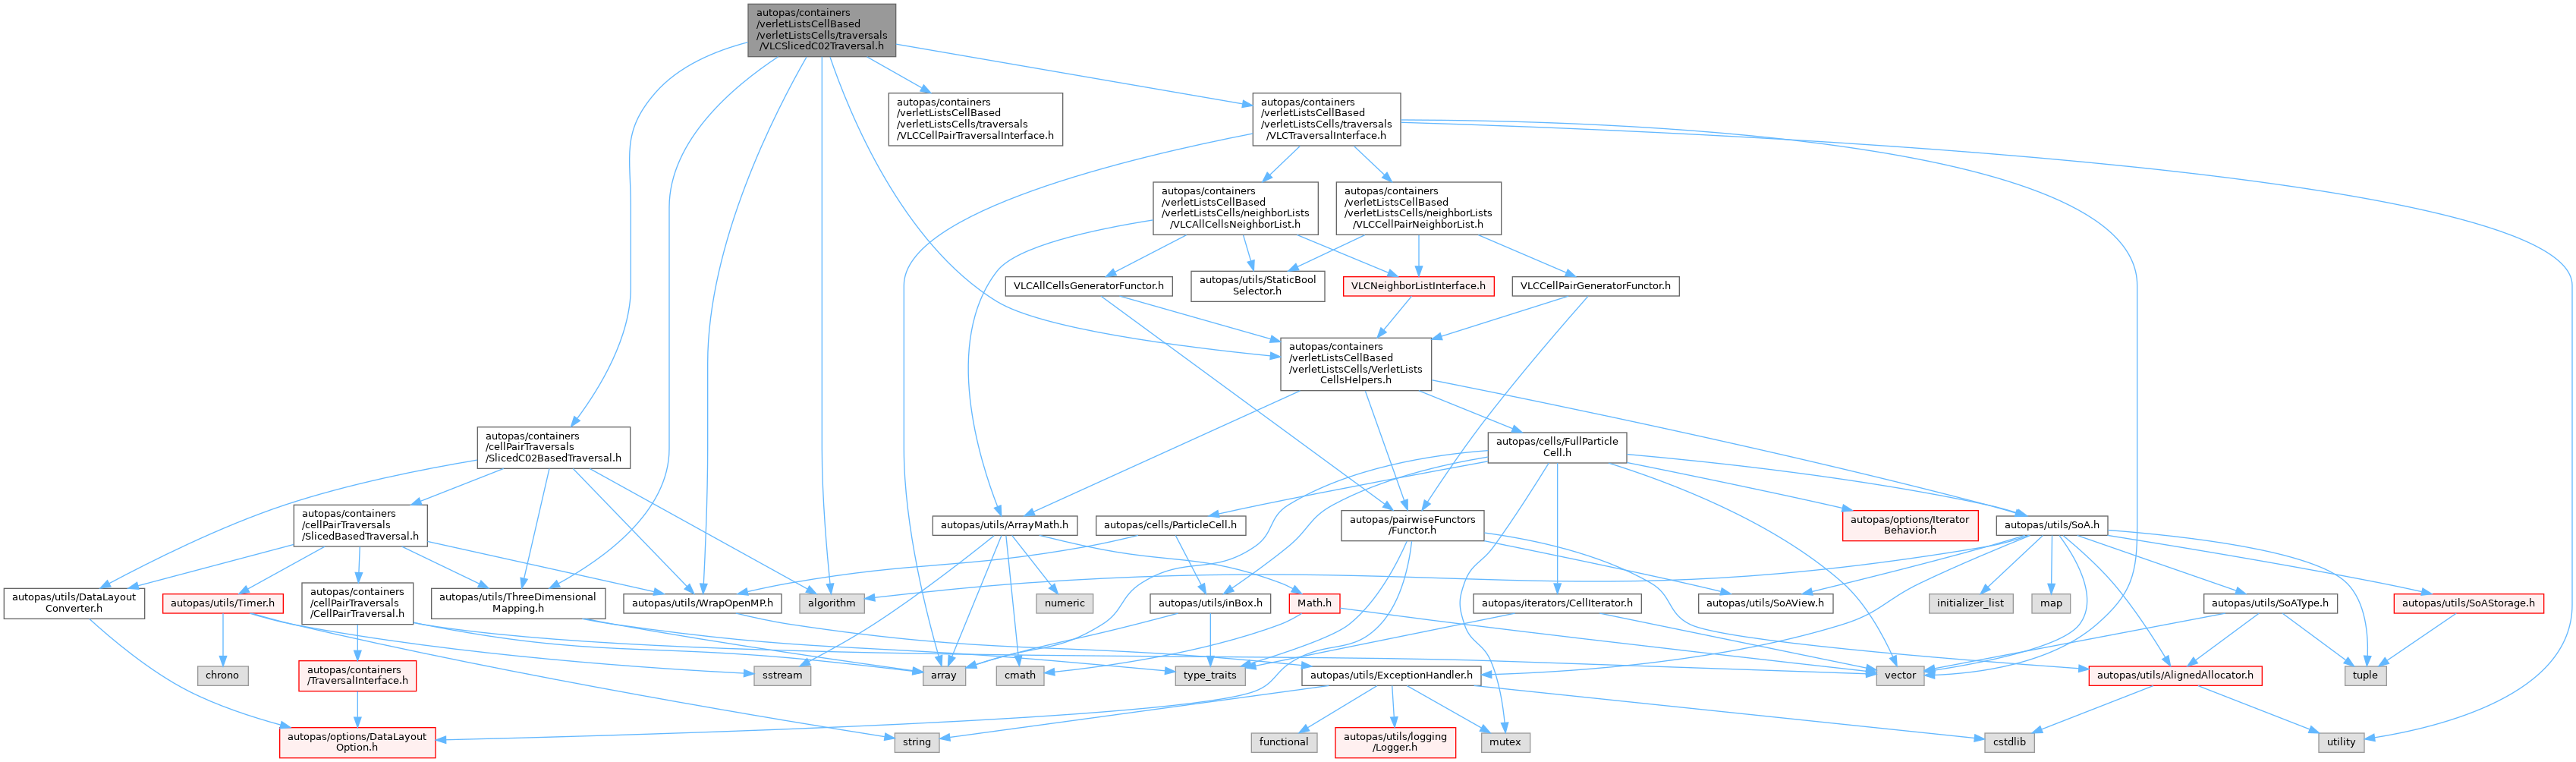 autopas/containers
/verletListsCellBased
/verletListsCells/traversals
/VLCSlicedC02Traversal.h
autopas/containers
/verletListsCellBased
/verletListsCells/traversals
/VLCCellPairTraversalInterface.h
autopas/containers
/verletListsCellBased
/verletListsCells/traversals
/VLCTraversalInterface.h
autopas/containers
/verletListsCellBased
/verletListsCells/neighborLists
/VLCAllCellsNeighborList.h
autopas/containers
/verletListsCellBased
/verletListsCells/neighborLists
/VLCCellPairNeighborList.h
VLCAllCellsGeneratorFunctor.h
autopas/utils/StaticBool
Selector.h
VLCNeighborListInterface.h
VLCCellPairGeneratorFunctor.h
autopas/containers
/verletListsCellBased
/verletListsCells/VerletLists
CellsHelpers.h
autopas/containers
/cellPairTraversals
/SlicedC02BasedTraversal.h
autopas/cells/FullParticle
Cell.h
autopas/containers
/cellPairTraversals
/SlicedBasedTraversal.h
autopas/utils/ArrayMath.h
autopas/cells/ParticleCell.h
autopas/pairwiseFunctors
/Functor.h
autopas/options/Iterator
Behavior.h
autopas/utils/SoA.h
autopas/utils/DataLayout
Converter.h
autopas/utils/Timer.h
autopas/containers
/cellPairTraversals
/CellPairTraversal.h
autopas/utils/ThreeDimensional
Mapping.h
autopas/utils/WrapOpenMP.h
algorithm
numeric
autopas/utils/inBox.h
Math.h
autopas/iterators/CellIterator.h
autopas/utils/SoAView.h
initializer_list
map
autopas/utils/SoAType.h
autopas/utils/SoAStorage.h
chrono
autopas/containers
/TraversalInterface.h
sstream
array
cmath
type_traits
autopas/utils/ExceptionHandler.h
vector
autopas/utils/AlignedAllocator.h
tuple
autopas/options/DataLayout
Option.h
string
functional
autopas/utils/logging
/Logger.h
mutex
cstdlib
utility